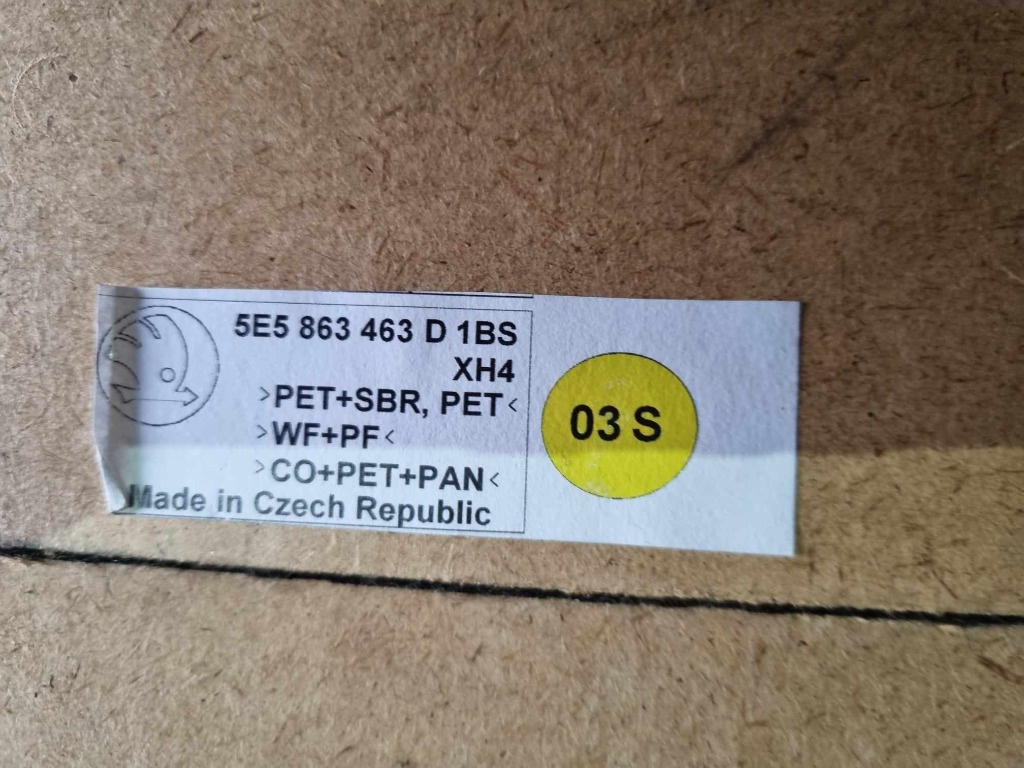 5E5 863 463 D 1BS
XH4
>PET+SBR, PET<
>WF+PF<
>CO+PET+PAN<
Made in Czech Republic
03 S